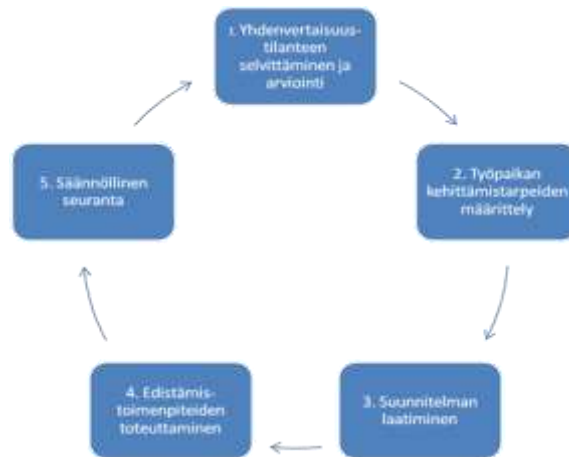 1. Yhdenvertaisuus-
tilanteen
selvittäminen ja
arviointi
2. Työpaikan
kehittämistarpeiden
määrittely
3. Suunnitelman
laatiminen
4. Edistämis-
toimenpiteiden
toteuttaminen
5. Säännöllinen
seuranta